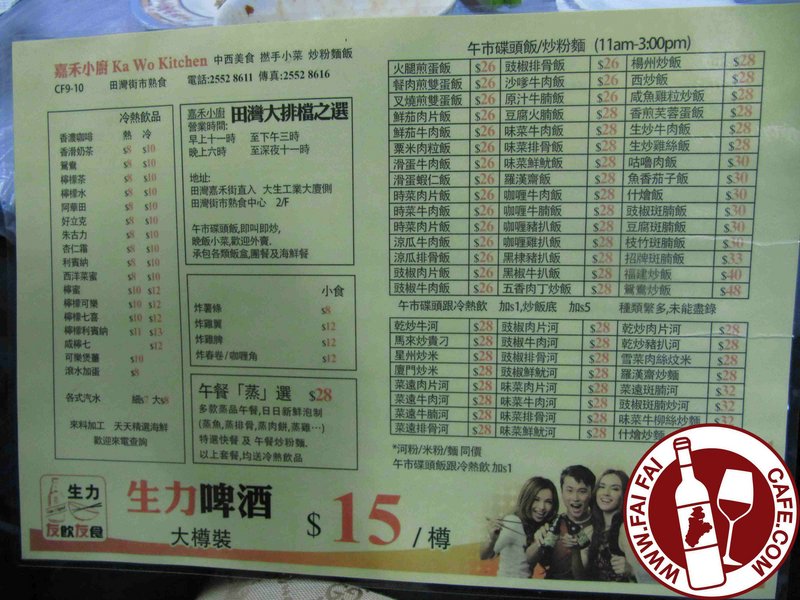 嘉禾小廚 Ka Wo Kitchen 中西美食 撚手小菜 炒粉麵飯
CF9-10 田灣街市熟食 電話:2552 8611 傳真:2552 8616
冷熱飲品
熱 冷
香濃咖啡 $8 $10
香滑奶茶 $8 $10
鴛鴦 $8 $10
檸檬茶 $8 $10
檸檬水 $8 $10
阿華田 $8 $10
好立克 $8 $10
朱古力 $8 $10
杏仁霜 $8 $10
利賓納 $8 $10
西洋菜蜜 $8 $10
檸蜜 $10 $12
檸檬可樂 $10 $12
檸檬七喜 $10 $12
檸檬利賓納 $11 $13
咸檸七 $12
可樂煲薑 $10
滾水加蛋 $8
各式汽水 細$7 大$8
來料加工 天天精選海鮮
歡迎來電查詢
嘉禾小廚 田灣大排檔之選
營業時間:
早上十一時 至下午三時
晚上六時 至深夜十一時
地址:
田灣嘉禾街直入 大生工業大廈側
田灣街市熟食中心 2/F
午市碟頭飯,即叫即炒,
晚飯小菜,歡迎外賣.
承包各類飯盒,團餐及海鮮餐
小食
炸薯條 $8
炸雞翼 $12
炸雞髀 $12
炸春卷/咖喱角 $12
午餐「蒸」選 $28
多款蒸品午餐,日日新鮮泡制
(蒸魚,蒸排骨,蒸肉餅,蒸雞…)
特選快餐 及 午餐炒粉麵.
以上套餐,均送冷熱飲品
午市碟頭飯/炒粉麵 (11am-3:00pm)
火腿煎蛋飯 $26 豉椒排骨飯 $26 楊州炒飯 $28
餐肉煎雙蛋飯 $26 沙嗲牛肉飯 $26 西炒飯 $28
叉燒煎雙蛋飯 $26 原汁牛腩飯 $26 咸魚雞粒炒飯 $28
鮮茄肉片飯 $26 豆腐火腩飯 $28 香煎芙蓉蛋飯 $28
鮮茄牛肉飯 $26 味菜牛肉飯 $28 生炒牛肉飯 $28
粟米肉粒飯 $26 味菜排骨飯 $28 生炒雞絲飯 $28
滑蛋牛肉飯 $26 味菜鮮魷飯 $28 咕嚕肉飯 $30
滑蛋蝦仁飯 $26 羅漢齋飯 $28 魚香茄子飯 $30
時菜肉片飯 $26 咖喱牛肉飯 $28 什燴飯 $30
時菜牛肉飯 $26 咖喱牛腩飯 $28 豉椒斑腩飯 $30
時菜牛腩飯 $26 咖喱豬扒飯 $28 豆腐斑腩飯 $30
涼瓜牛肉飯 $26 咖喱雞扒飯 $28 枝竹斑腩飯 $30
涼瓜排骨飯 $26 黑椒豬扒飯 $28 招牌斑腩飯 $33
豉椒肉片飯 $26 黑椒牛扒飯 $28 福建炒飯 $40
豉椒牛肉飯 $26 五香肉丁炒飯 $28 鴛鴦炒飯 $48
午市碟頭跟冷熱飲 加$1,炒飯底 加$5 種類繁多,未能盡錄
乾炒牛河 $28 豉椒肉片河 $28 乾炒肉片河 $28
馬來炒貴刁 $28 豉椒牛肉河 $28 乾炒豬扒河 $28
星州炒米 $28 豉椒排骨河 $28 雪菜肉絲炆米 $28
廈門炒米 $28 豉椒鮮魷河 $28 羅漢齋炒麵 $28
菜遠肉片河 $28 味菜肉片河 $28 菜遠斑腩河 $32
菜遠牛肉河 $28 味菜牛肉河 $28 豉椒斑腩炒河 $32
菜遠牛腩河 $28 味菜牛腩河 $28 味菜牛柳絲炒麵 $32
菜遠排骨河 $28 味菜鮮魷河 $28 什燴炒麵
*河粉/米粉/麵 同價
午市碟頭飯跟冷熱飲 加$1
生力
友飲友食
生力啤酒
大樽裝
$15/樽
WWW.FAI FAI CAFE.COM